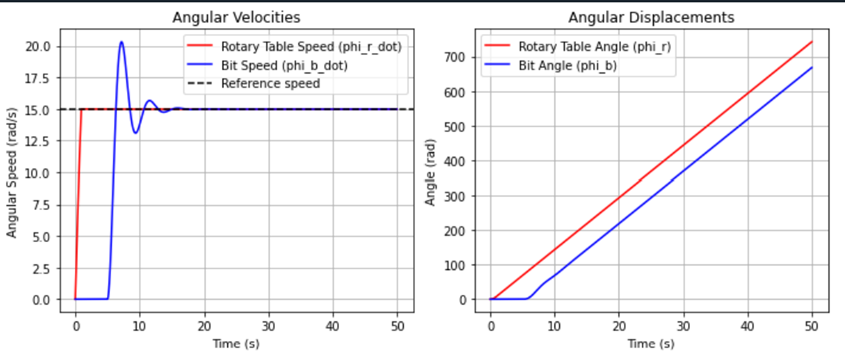 Angular Velocities
20.0
17.5
15.0
12.5
10.0
7.5
5.0
2.5
0.0
Angular Speed (rad/s)
Rotary Table Speed (phi_r_dot)
Bit Speed (phi_b_dot)
Reference speed
0 10 20 30 40 50
Time (s)
Angular Displacements
700
600
500
400
300
200
100
0
Angle (rad)
Rotary Table Angle (phi_r)
Bit Angle (phi_b)
0 10 20 30 40 50
Time (s)